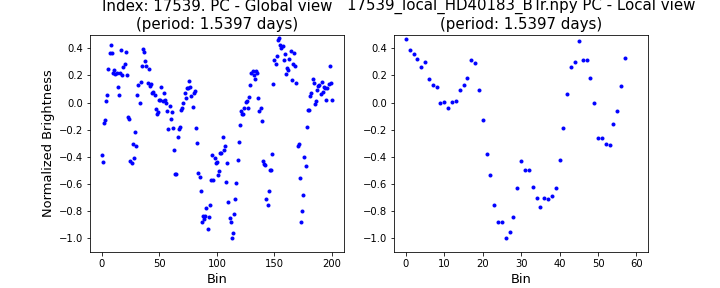 Index: 17539. PC - Global view
(period: 1.5397 days)
17539_local_HD40183_BTr.npy PC - Local view
(period: 1.5397 days)
Normalized Brightness
0.4
0.2
0.0
−0.2
−0.4
−0.6
−0.8
−1.0
0 50 100 150 200
Bin
0.4
0.2
0.0
−0.2
−0.4
−0.6
−0.8
−1.0
0 10 20 30 40 50 60
Bin